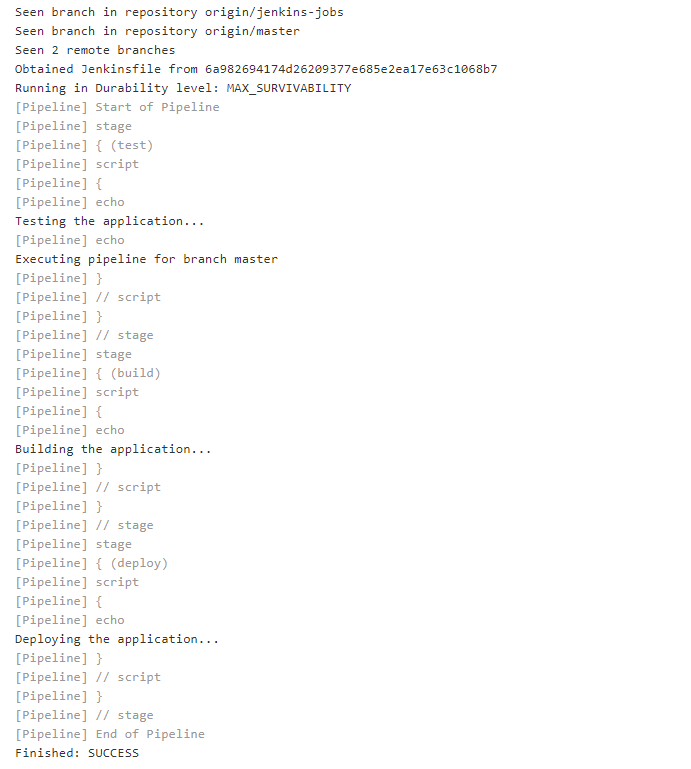 Seen branch in repository origin/jenkins-jobs
Seen branch in repository origin/master
Seen 2 remote branches
Obtained Jenkinsfile from 6a982694174d26209377e685e2ea17e63c1068b7
Running in Durability level: MAX_SURVIVABILITY
[Pipeline] Start of Pipeline
[Pipeline] stage
[Pipeline] { (test)
[Pipeline] script
[Pipeline] {
[Pipeline] echo
Testing the application...
[Pipeline] echo
Executing pipeline for branch master
[Pipeline] }
[Pipeline] // script
[Pipeline] }
[Pipeline] // stage
[Pipeline] stage
[Pipeline] { (build)
[Pipeline] script
[Pipeline] {
[Pipeline] echo
Building the application...
[Pipeline] }
[Pipeline] // script
[Pipeline] }
[Pipeline] // stage
[Pipeline] stage
[Pipeline] { (deploy)
[Pipeline] script
[Pipeline] {
[Pipeline] echo
Deploying the application...
[Pipeline] }
[Pipeline] // script
[Pipeline] }
[Pipeline] // stage
[Pipeline] End of Pipeline
Finished: SUCCESS